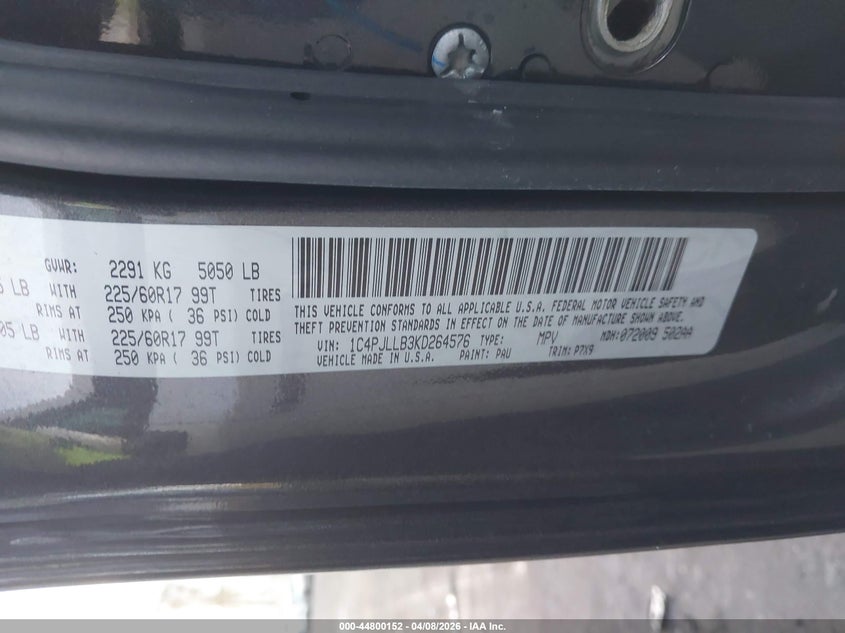 GVWR: 2291 KG 5050 LB
LB WITH 225/60R17 99T TIRES
RIMS AT 250 KPA ( 36 PSI) COLD
05 LB WITH 225/60R17 99T TIRES
RIMS AT 250 KPA ( 36 PSI) COLD
THIS VEHICLE CONFORMS TO ALL APPLICABLE U.S.A. FEDERAL MOTOR VEHICLE SAFETY AND
THEFT PREVENTION STANDARDS IN EFFECT ON THE DATE OF MANUFACTURE SHOWN ABOVE.
VIN: 1C4PJLLB3KD264576 TYPE: MPV MDH:072009 502AA
VEHICLE MADE IN U.S.A. PAINT: PAU TRIM: P7X9
000-44800152 - 04/08/2026 - IAA Inc.